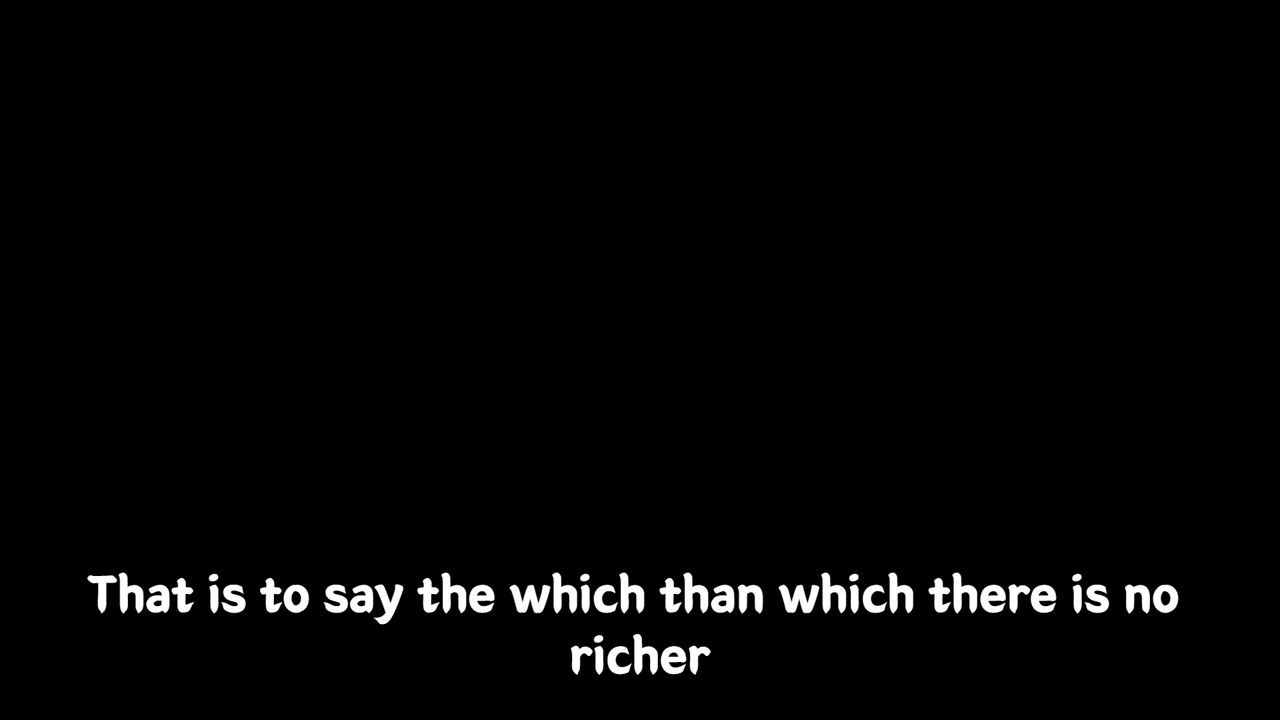 That is to say the which than which there is no
richer